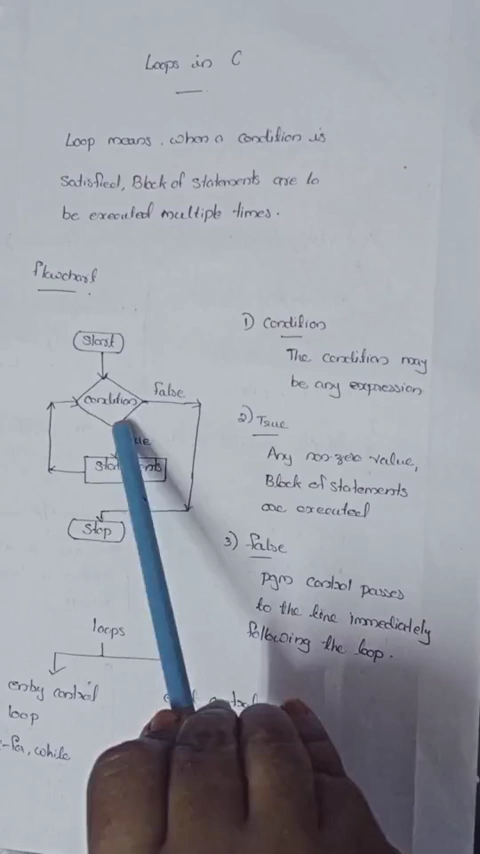 Loops in C
Loop means, when a condition is
satisfied, Block of statements are to
be executed multiple times.
flowchart
Start
condition
false
Stop
1) Condition
The condition may
be any expression
2) True
Any non-zero value,
Block of statements
are executed
3) false
pgm control passes
to the line immediately
following the loop.
loops
entry control
loop
for, while
control